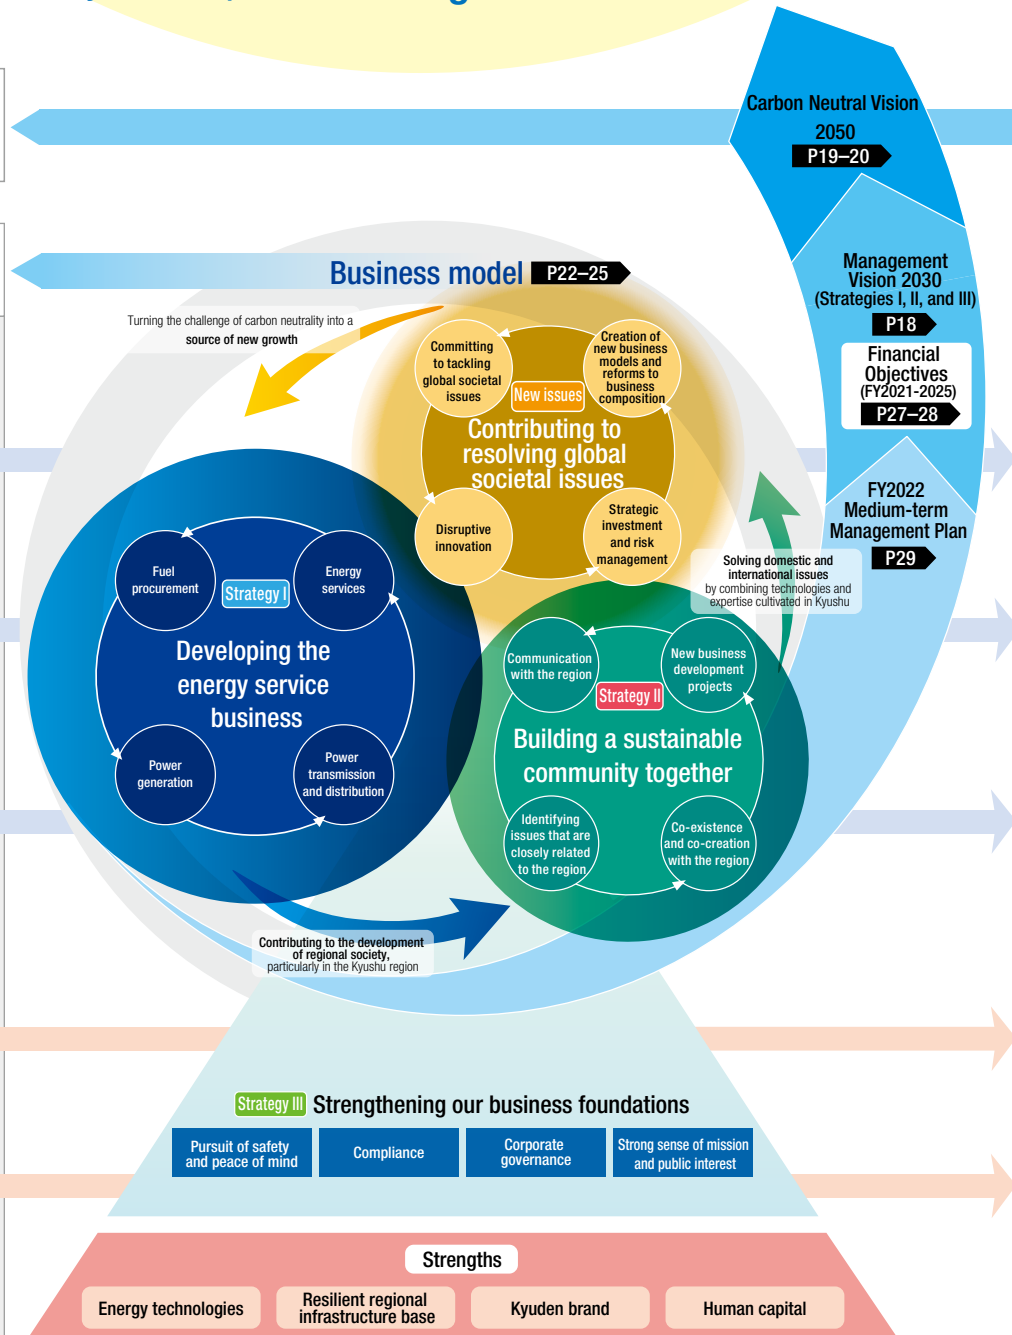 Carbon Neutral Vision
2050
P19–20
Business model P22–25
Management
Vision 2030
(Strategies I, II, and III)
P18
Financial
Objectives
(FY2021-2025)
P27–28
FY2022
Medium-term
Management Plan
P29
Turning the challenge of carbon neutrality into a
source of new growth
Committing
to tackling
global societal
issues
Creation of
new business
models and
reforms to
business
composition
New issues
Contributing to
resolving global
societal issues
Disruptive
innovation
Strategic
investment
and risk
management
Solving domestic and
international issues
by combining technologies and
expertise cultivated in Kyushu
Fuel
procurement
Energy
services
Strategy I
Developing the
energy service
business
Power
generation
Power
transmission
and distribution
Communication
with the region
New business
development
projects
Strategy II
Building a sustainable
community together
Identifying
issues that are
closely related
to the region
Co-existence
and co-creation
with the region
Contributing to the development
of regional society,
particularly in the Kyushu region
Strategy III Strengthening our business foundations
Pursuit of safety
and peace of mind
Compliance
Corporate
governance
Strong sense of mission
and public interest
Strengths
Energy technologies
Resilient regional
infrastructure base
Kyuden brand
Human capital